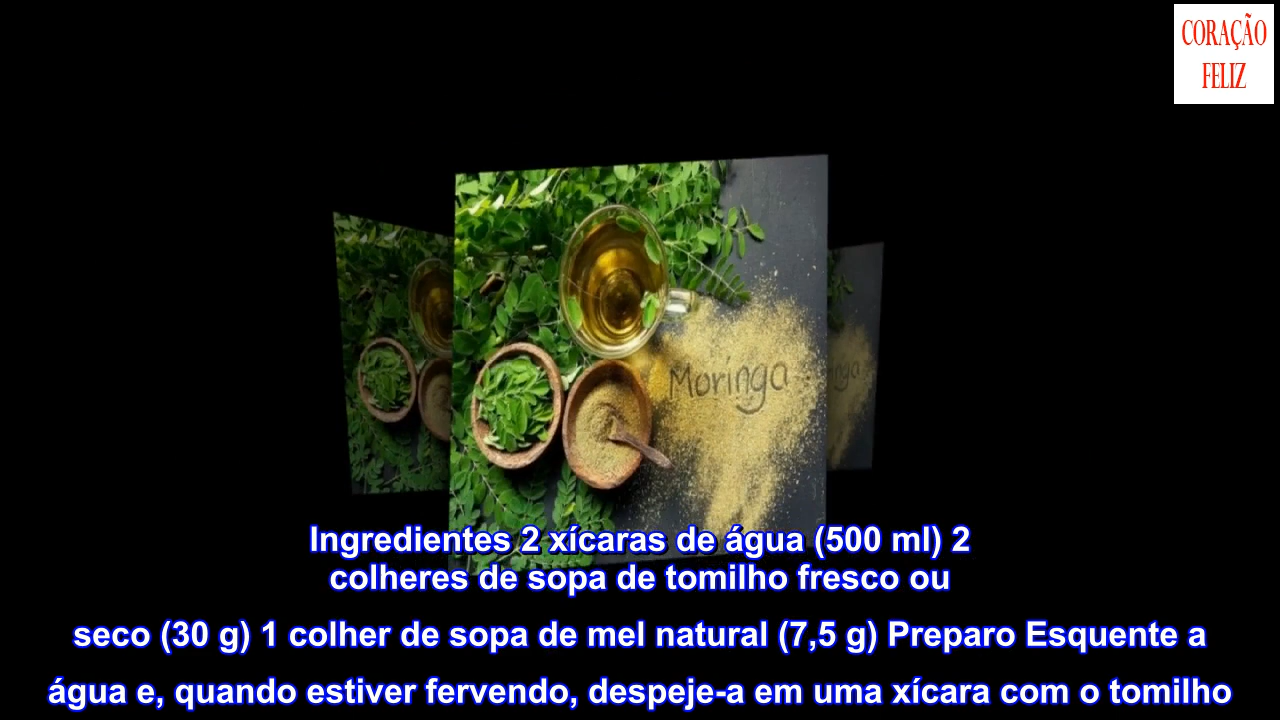 CORAÇÃO
FELIZ
Moringa
Ingredientes 2 xícaras de água (500 ml) 2
colheres de sopa de tomilho fresco ou
seco (30 g) 1 colher de sopa de mel natural (7,5 g) Preparo Esquente a
água e, quando estiver fervendo, despeje-a em uma xícara com o tomilho